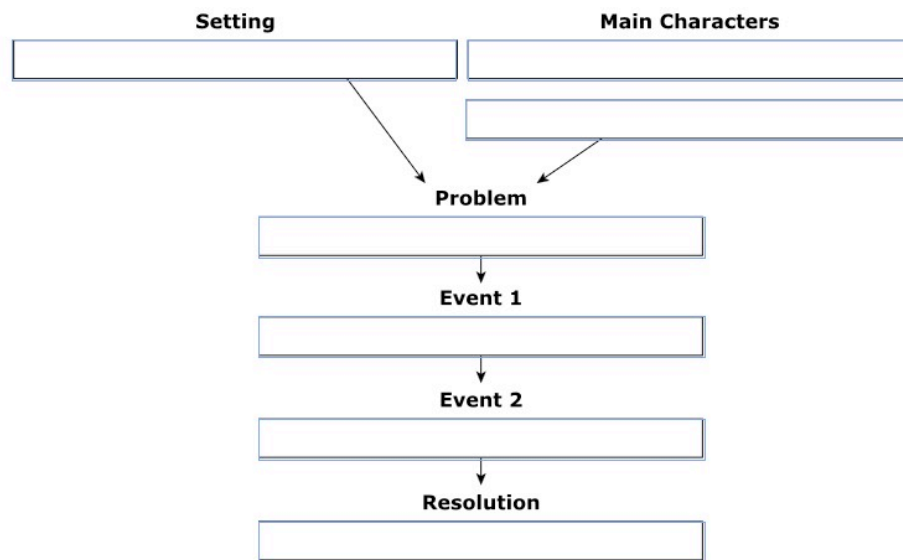 Setting
Main Characters
Problem
Event 1
Event 2
Resolution